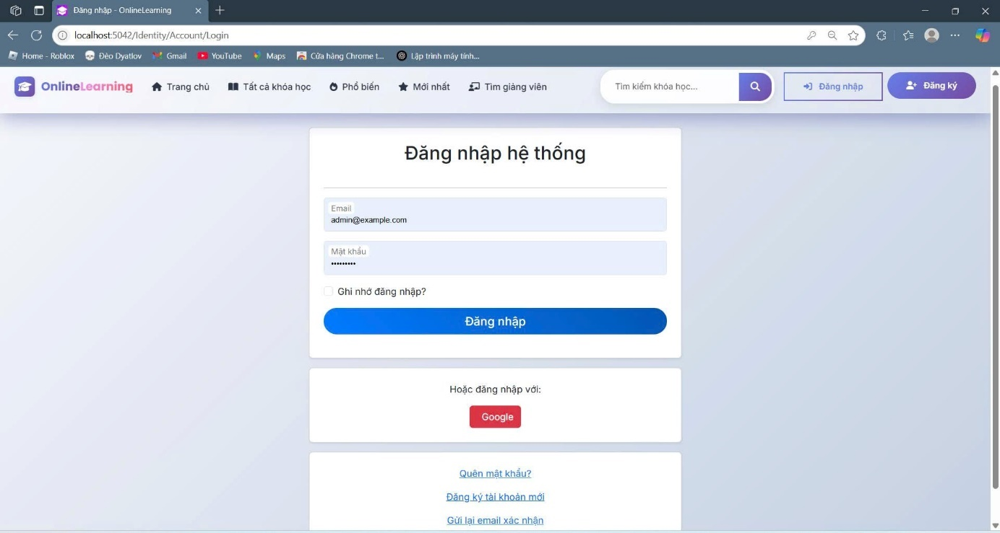 Đăng nhập - OnlineLearning
localhost:5042/Identity/Account/Login
Home - Roblox Đèo Dyatlov Gmail YouTube Maps Cửa hàng Chrome t... Lập trình máy tính...
OnlineLearning Trang chủ Tất cả khóa học Phổ biến Mới nhất Tìm giảng viên Tìm kiếm khóa học... Đăng nhập Đăng ký
Đăng nhập hệ thống
Email
admin@example.com
Mật khẩu
•••••••••
Ghi nhớ đăng nhập?
Đăng nhập
Hoặc đăng nhập với:
Google
Quên mật khẩu?
Đăng ký tài khoản mới
Gửi lại email xác nhận